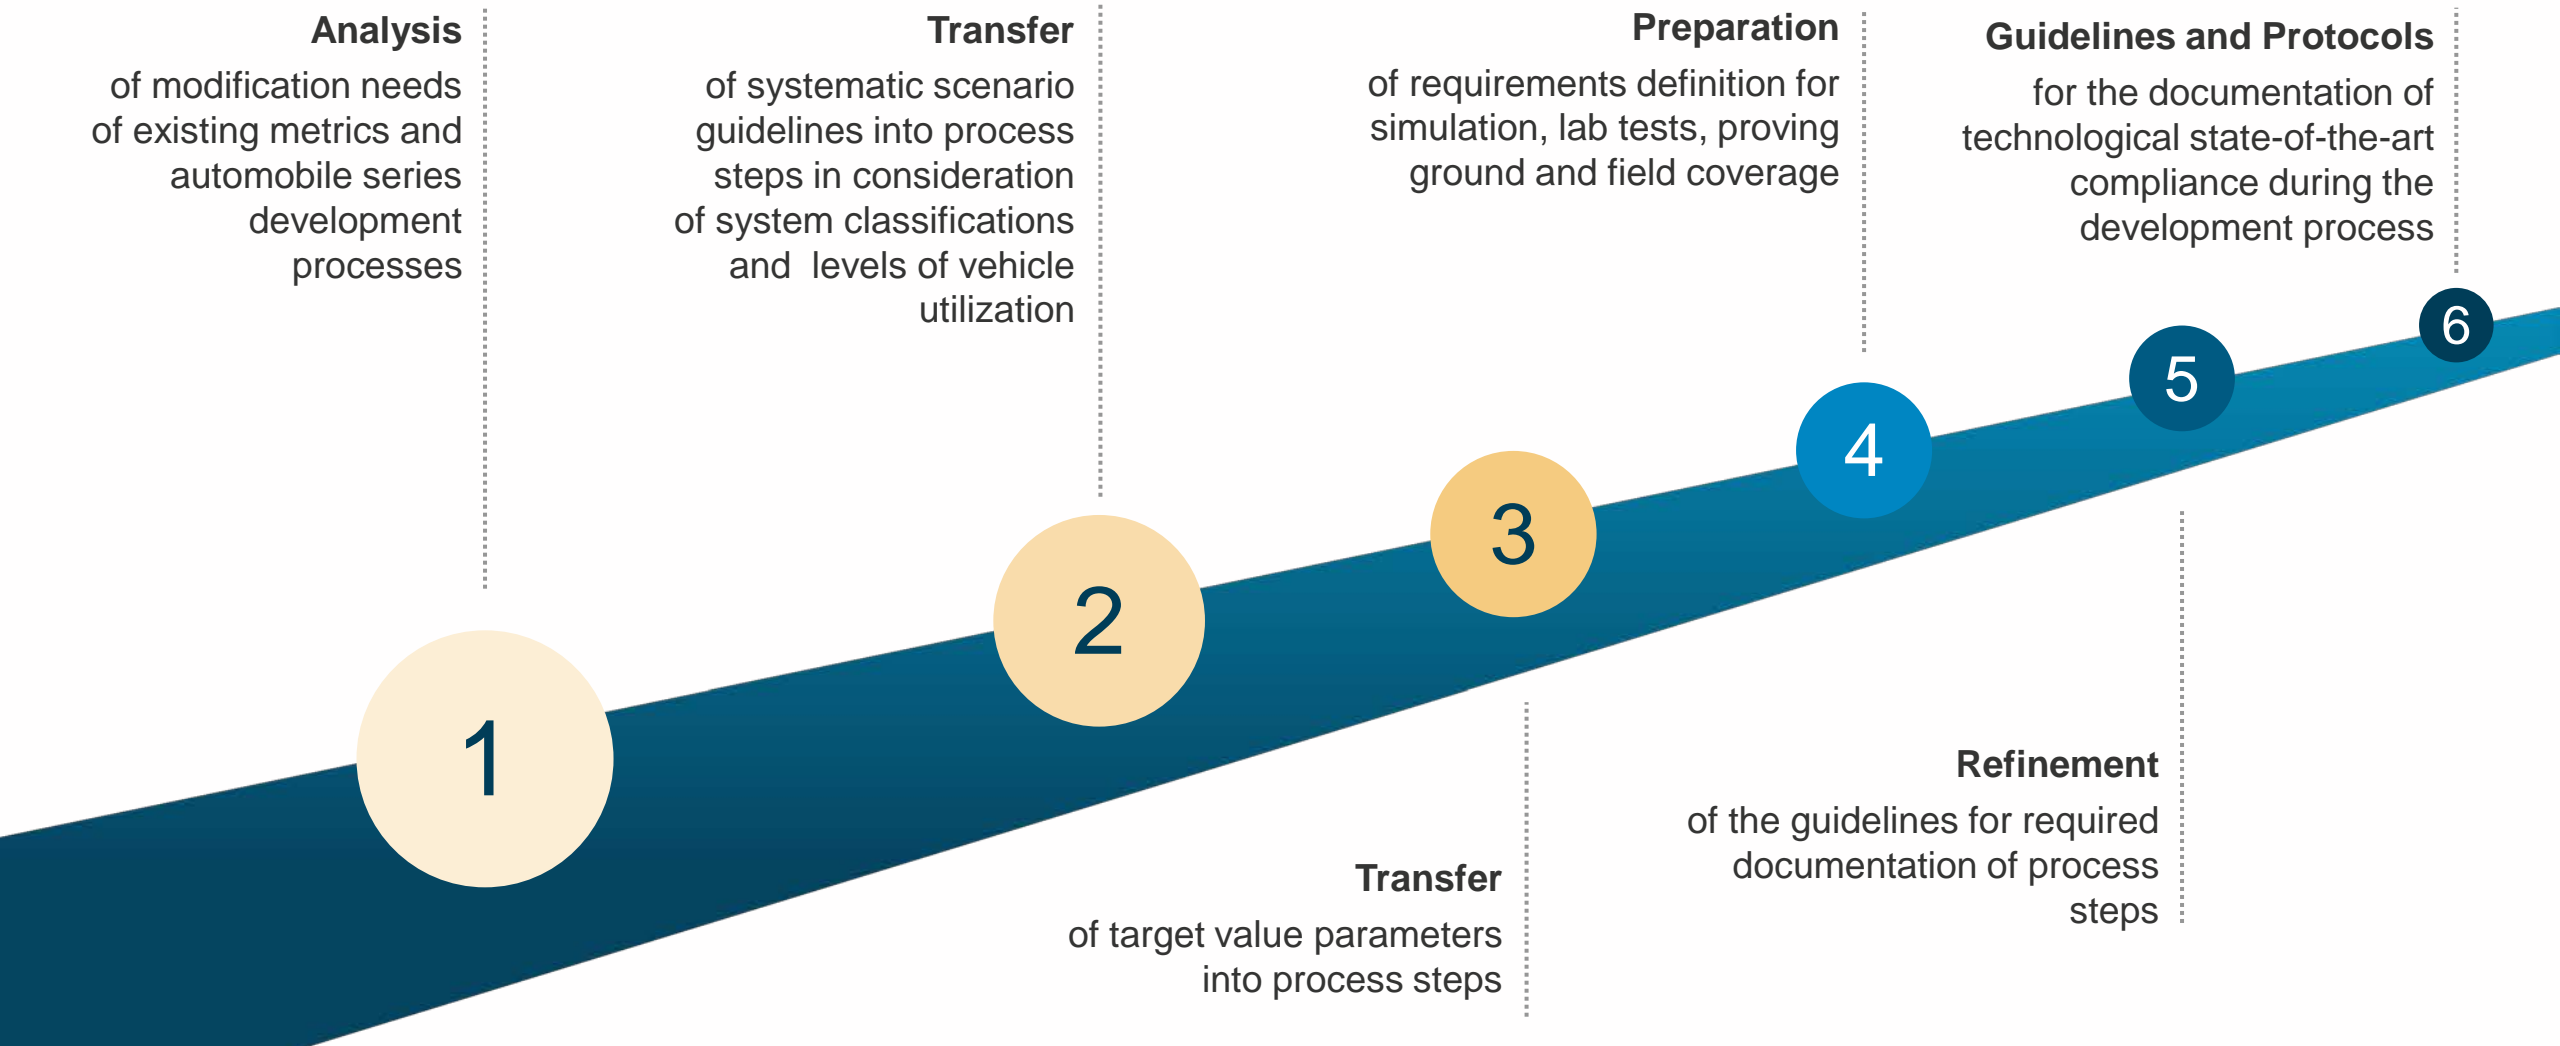 Analysis
of modification needs
of existing metrics and
automobile series
development
processes
1
Transfer
of systematic scenario
guidelines into process
steps in consideration
of system classifications
and levels of vehicle
utilization
2
Transfer
of target value parameters
into process steps
3
Preparation
of requirements definition for
simulation, lab tests, proving
ground and field coverage
4
Refinement
of the guidelines for required
documentation of process
steps
5
Guidelines and Protocols
for the documentation of
technological state-of-the-art
compliance during the
development process
6